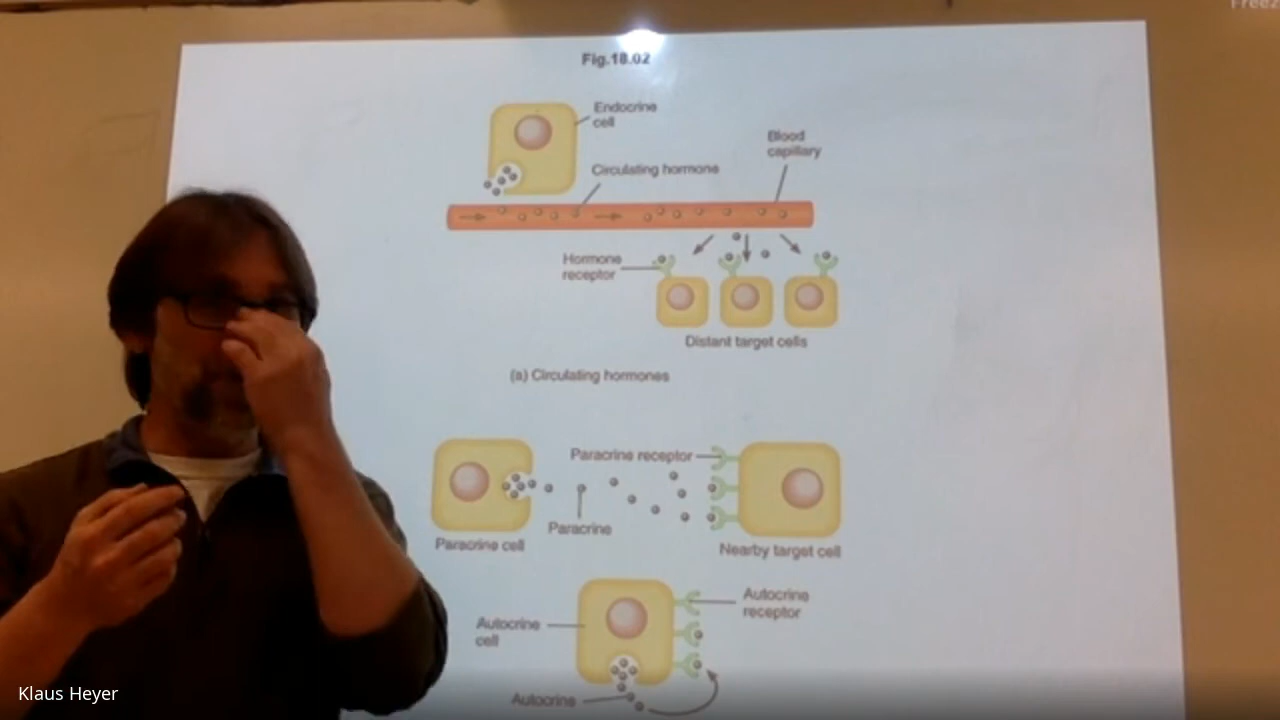 Freez
Fig.18.02
Endocrine
cell
Blood
capillary
Circulating hormone
Hormone
receptor
Distant target cells
(a) Circulating hormones
Paracrine receptor
Paracrine
Paracrine cell
Nearby target cell
Autocrine
receptor
Autocrine
cell
Autocrine
Klaus Heyer